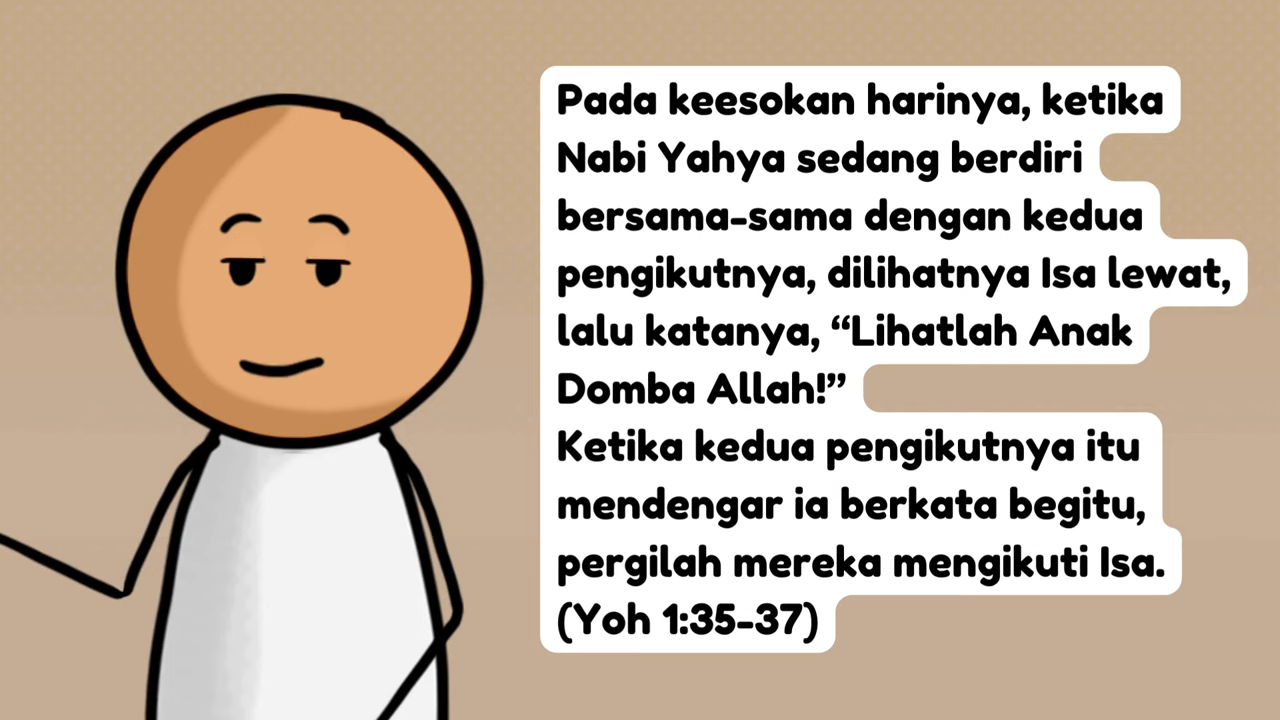 Pada keesokan harinya, ketika
Nabi Yahya sedang berdiri
bersama-sama dengan kedua
pengikutnya, dilihatnya Isa lewat,
lalu katanya, “Lihatlah Anak
Domba Allah!”
Ketika kedua pengikutnya itu
mendengar ia berkata begitu,
pergilah mereka mengikuti Isa.
(Yoh 1:35-37)